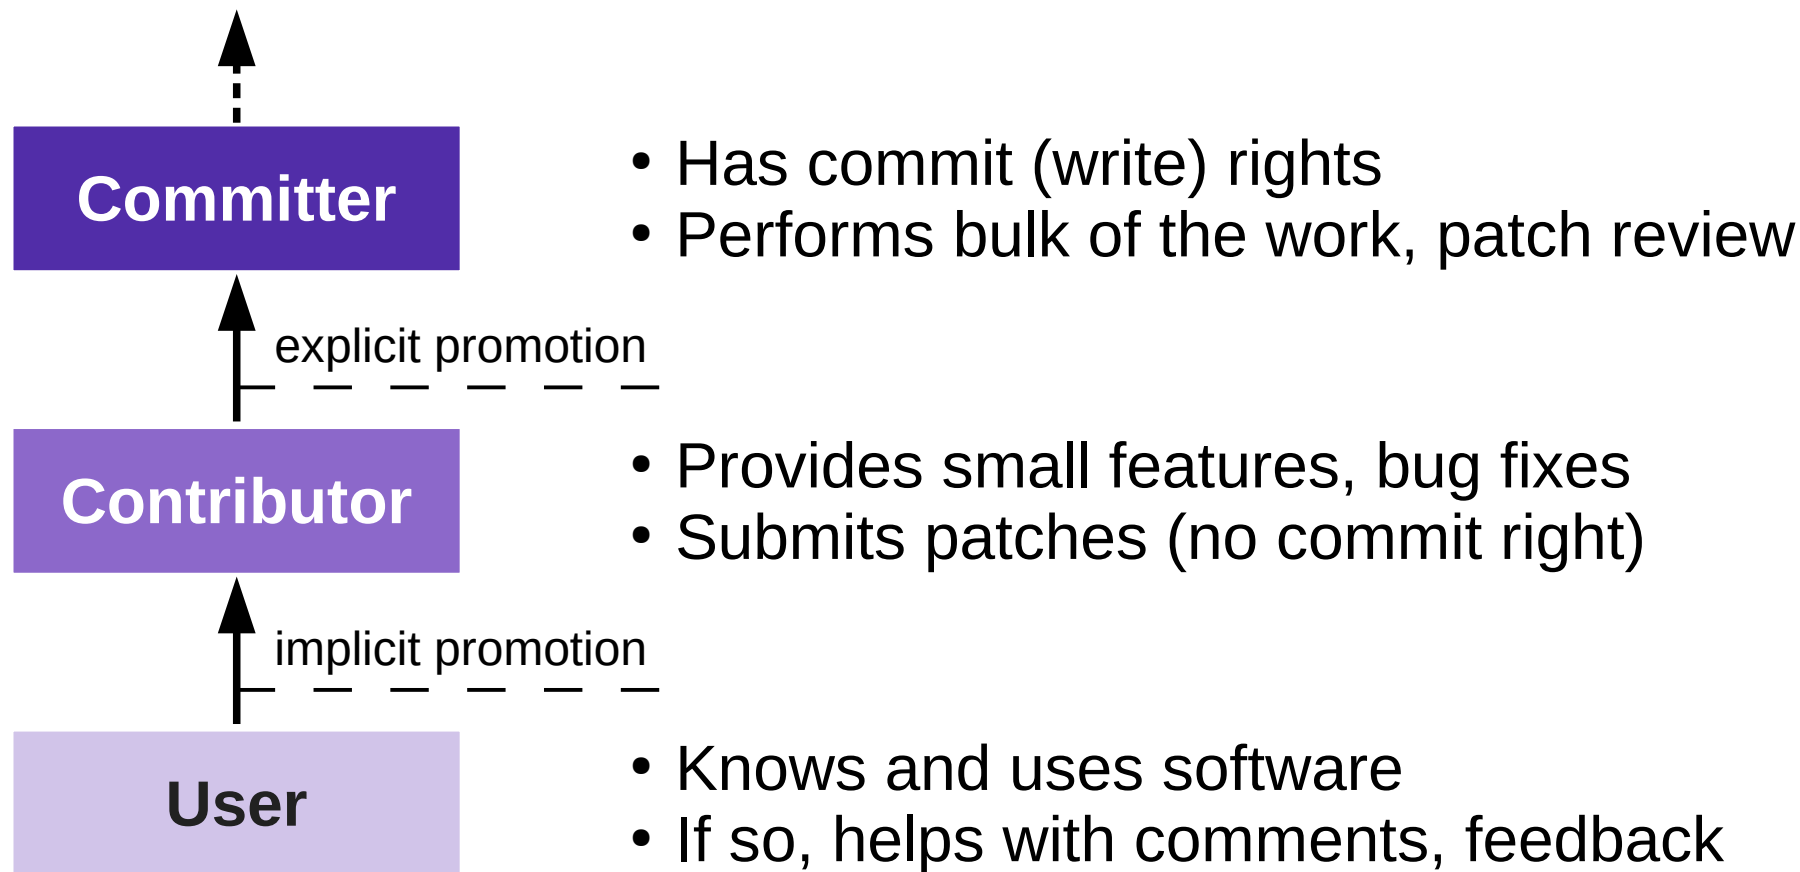 Committer
• Has commit (write) rights
• Performs bulk of the work, patch review
explicit promotion
Contributor
• Provides small features, bug fixes
• Submits patches (no commit right)
implicit promotion
User
• Knows and uses software
• If so, helps with comments, feedback